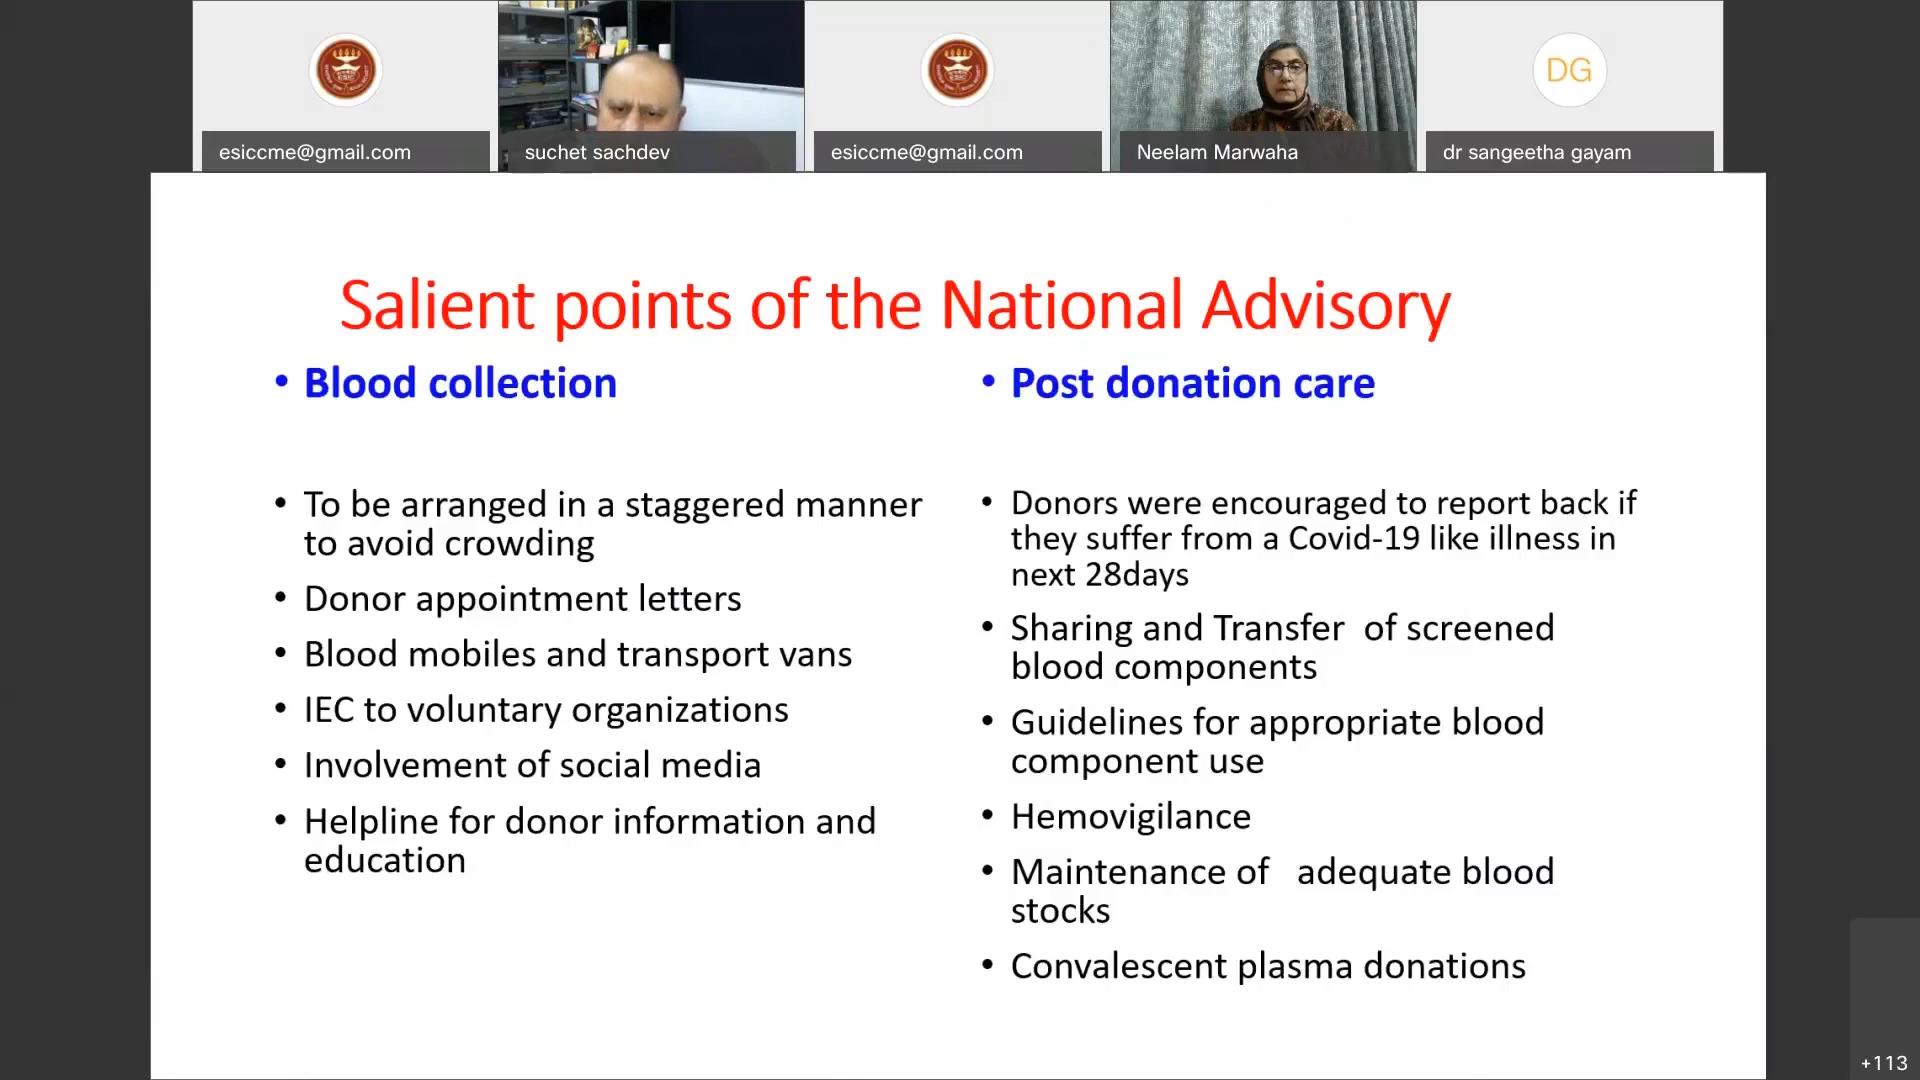 esiccme@gmail.com
suchet sachdev
esiccme@gmail.com
Neelam Marwaha
DG
dr sangeetha gayam
Salient points of the National Advisory
• Blood collection
• To be arranged in a staggered manner
to avoid crowding
• Donor appointment letters
• Blood mobiles and transport vans
• IEC to voluntary organizations
• Involvement of social media
• Helpline for donor information and
education
• Post donation care
• Donors were encouraged to report back if
they suffer from a Covid-19 like illness in
next 28days
• Sharing and Transfer of screened
blood components
• Guidelines for appropriate blood
component use
• Hemovigilance
• Maintenance of adequate blood
stocks
• Convalescent plasma donations
+113